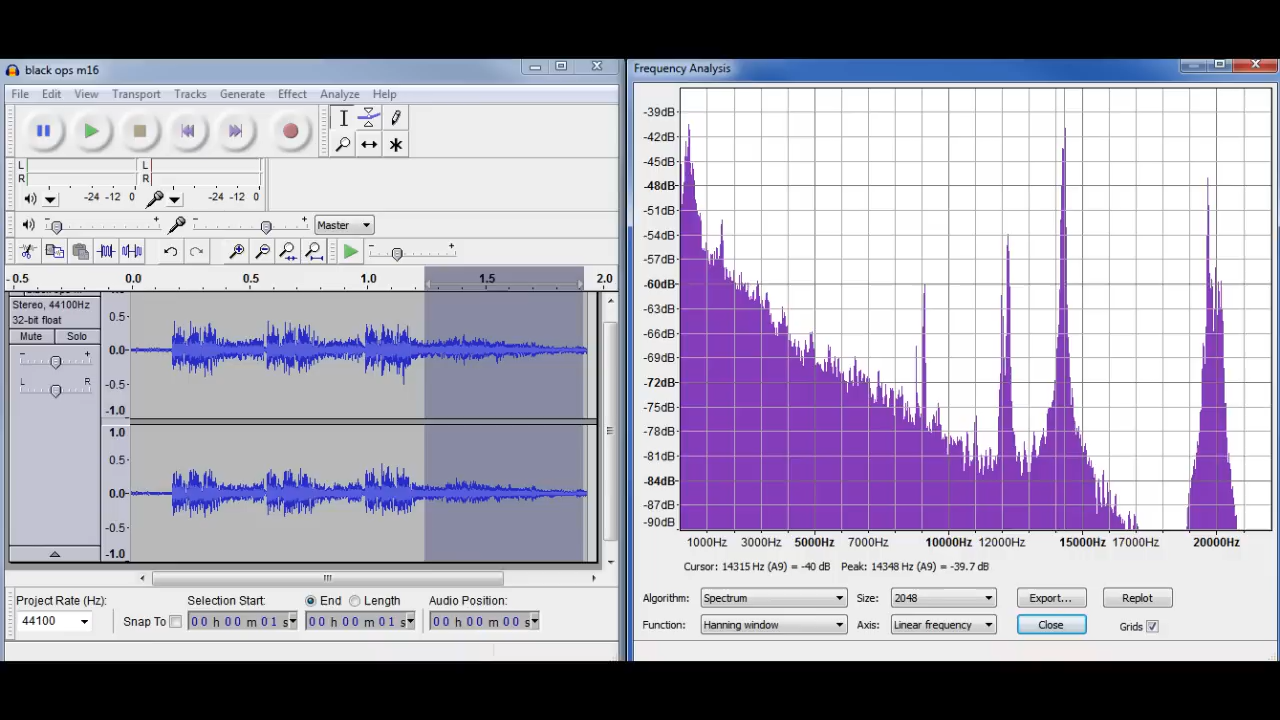 black ops m16
File Edit View Transport Tracks Generate Effect Analyze Help
L
R
L
R
-24 -12 0
-24 -12 0
- +
- +
Master
- +
-0.5 0.0 0.5 1.0 1.5 2.0
Stereo, 44100Hz
32-bit float
Mute Solo
- +
L R
0.5
0.0
-0.5
-1.0
1.0
0.5
0.0
-0.5
-1.0
Project Rate (Hz):
44100
Snap To
Selection Start:
End Length
Audio Position:
00 h 00 m 01 s
00 h 00 m 01 s
00 h 00 m 00 s
Frequency Analysis
-39dB
-42dB
-45dB
-48dB
-51dB
-54dB
-57dB
-60dB
-63dB
-66dB
-69dB
-72dB
-75dB
-78dB
-81dB
-84dB
-87dB
-90dB
1000Hz 3000Hz 5000Hz 7000Hz 10000Hz 12000Hz 15000Hz 17000Hz 20000Hz
Cursor: 14315 Hz (A9) = -40 dB Peak: 14348 Hz (A9) = -39.7 dB
Algorithm: Spectrum Size: 2048 Export... Replot
Function: Hanning window Axis: Linear frequency Close Grids